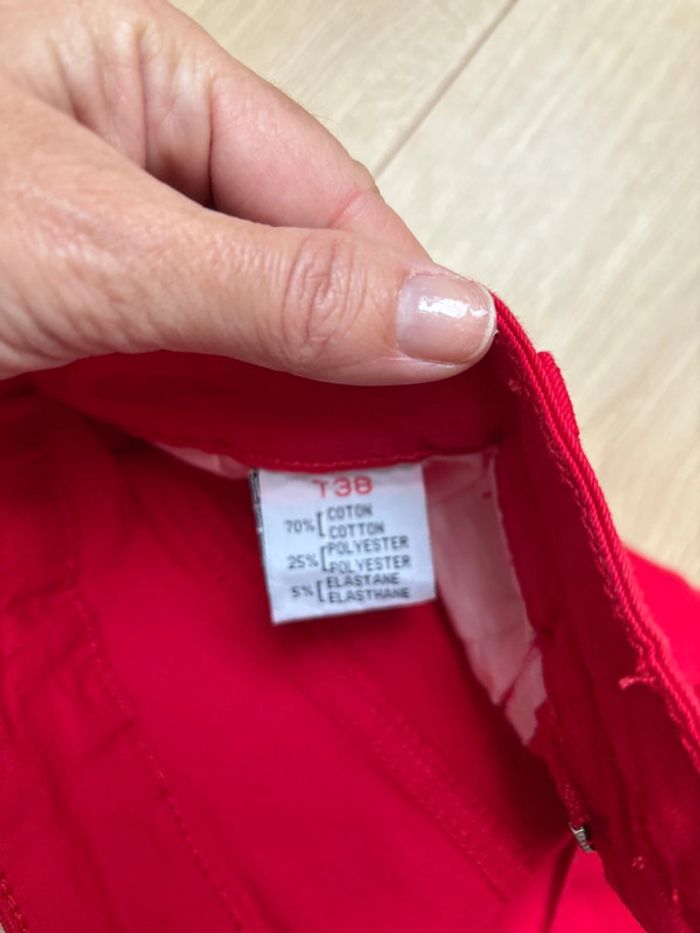 T38
70% [ COTON
COTTON
25% [ POLYESTER
POLYESTER
5% [ ELASTANE
ELASTHANE